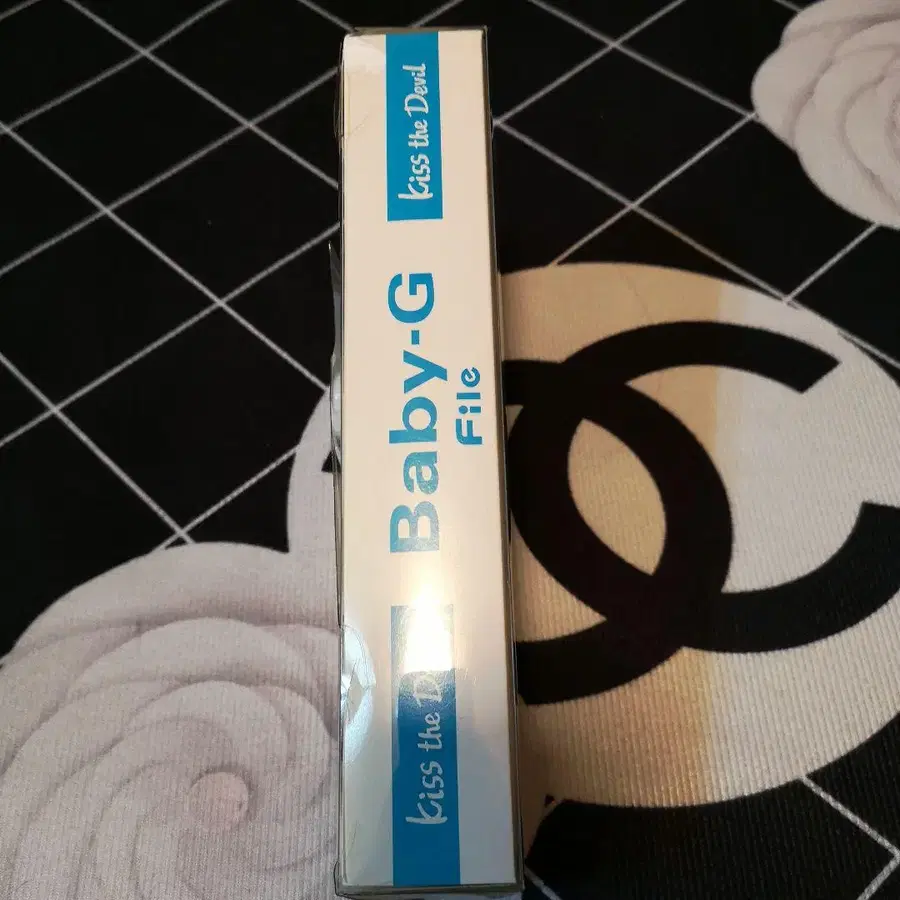 Kiss the Devil
Baby-G
File
Kiss the D